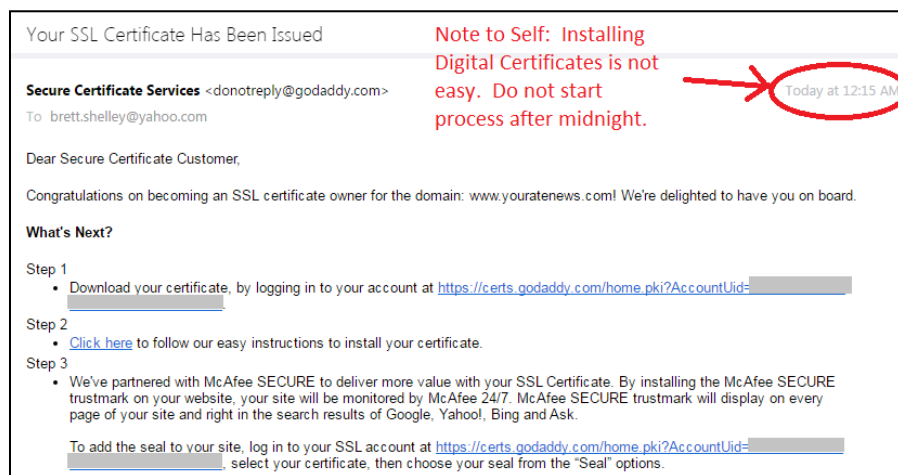 Your SSL Certificate Has Been Issued
Note to Self:  Installing
Digital Certificates is not
easy.  Do not start
process after midnight.
Secure Certificate Services <donotreply@godaddy.com>
Today at 12:15 AM
To brett.shelley@yahoo.com
Dear Secure Certificate Customer,
Congratulations on becoming an SSL certificate owner for the domain: www.youratenews.com! We're delighted to have you on board.
What's Next?
Step 1
• Download your certificate, by logging in to your account at https://certs.godaddy.com/home.pki?AccountUid=
.
Step 2
• Click here to follow our easy instructions to install your certificate.
Step 3
• We've partnered with McAfee SECURE to deliver more value with your SSL Certificate. By installing the McAfee SECURE
trustmark on your website, your site will be monitored by McAfee 24/7. McAfee SECURE trustmark will display on every
page of your site and right in the search results of Google, Yahoo!, Bing and Ask.
To add the seal to your site, log in to your SSL account at https://certs.godaddy.com/home.pki?AccountUid=
, select your certificate, then choose your seal from the “Seal” options.